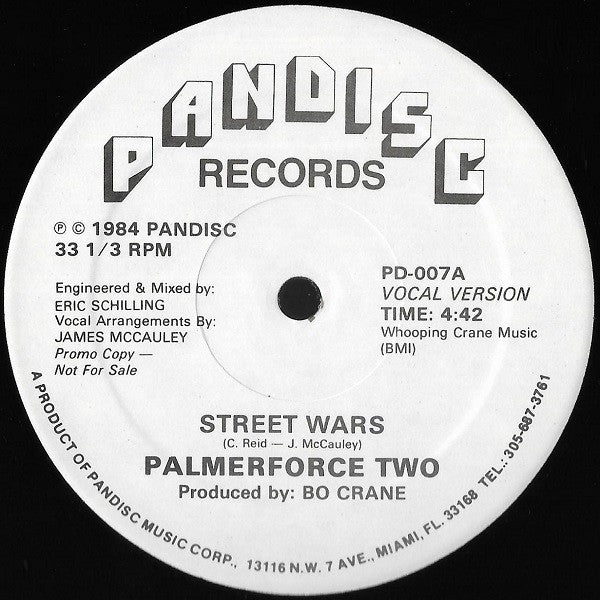 PANDISC
RECORDS
℗ © 1984 PANDISC
33 1/3 RPM
Engineered & Mixed by:
ERIC SCHILLING
Vocal Arrangements By:
JAMES MCCAULEY
Promo Copy —
Not For Sale
PD-007A
VOCAL VERSION
TIME: 4:42
Whooping Crane Music
(BMI)
STREET WARS
(C. Reid — J. McCauley)
PALMERFORCE TWO
Produced by: BO CRANE
A PRODUCT OF PANDISC MUSIC CORP., 13116 N.W. 7 AVE., MIAMI, FL. 33168 TEL.: 305-687-3761